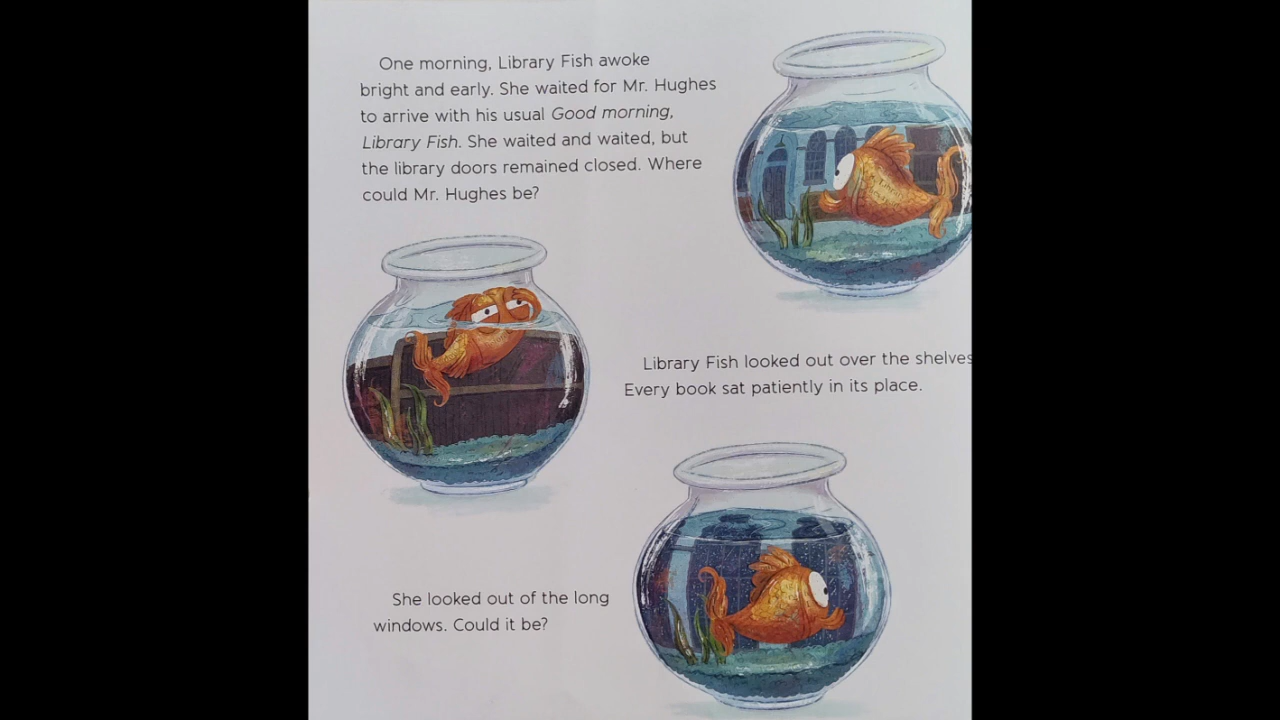 One morning, Library Fish awoke
bright and early. She waited for Mr. Hughes
to arrive with his usual Good morning,
Library Fish. She waited and waited, but
the library doors remained closed. Where
could Mr. Hughes be?
Library Fish looked out over the shelves
Every book sat patiently in its place.
She looked out of the long
windows. Could it be?